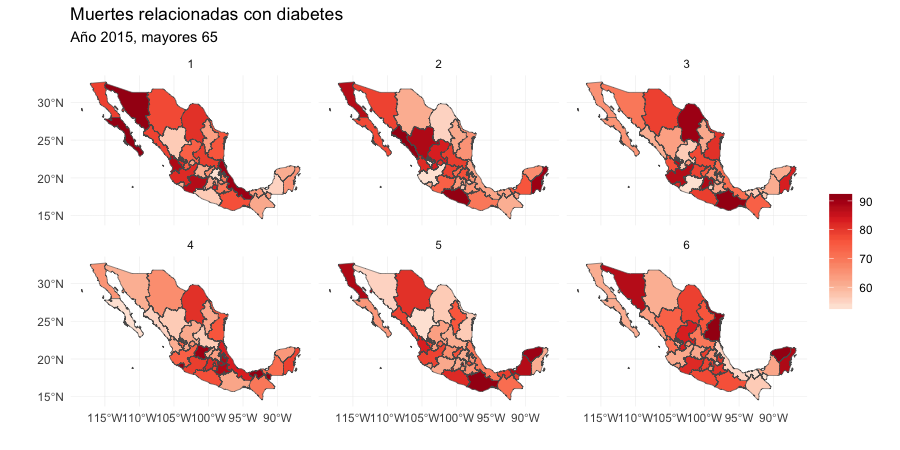 Muertes relacionadas con diabetes
Año 2015, mayores 65
1 2 3
30°N
25°N
20°N
15°N
4 5 6
30°N
25°N
20°N
15°N
115°W110°W105°W100°W 95°W 90°W 115°W110°W105°W100°W 95°W 90°W 115°W110°W105°W100°W 95°W 90°W
90
80
70
60